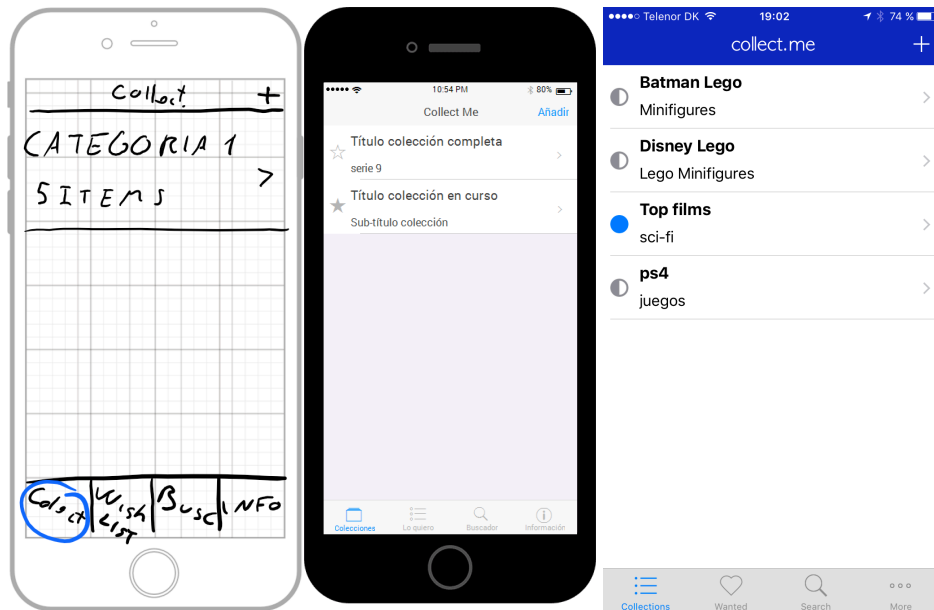 Collect +
CATEGORIA 1
5 ITEMS >
Colect
WISH
LIST
BUSC
INFO
10:54 PM 80%
Collect Me Añadir
Título colección completa
serie 9
Título colección en curso
Sub-título colección
Colecciones Lo quiero Buscador Información
Telenor DK 19:02 74 %
collect.me +
Batman Lego
Minifigures
Disney Lego
Lego Minifigures
Top films
sci-fi
ps4
juegos
Collections Wanted Search More